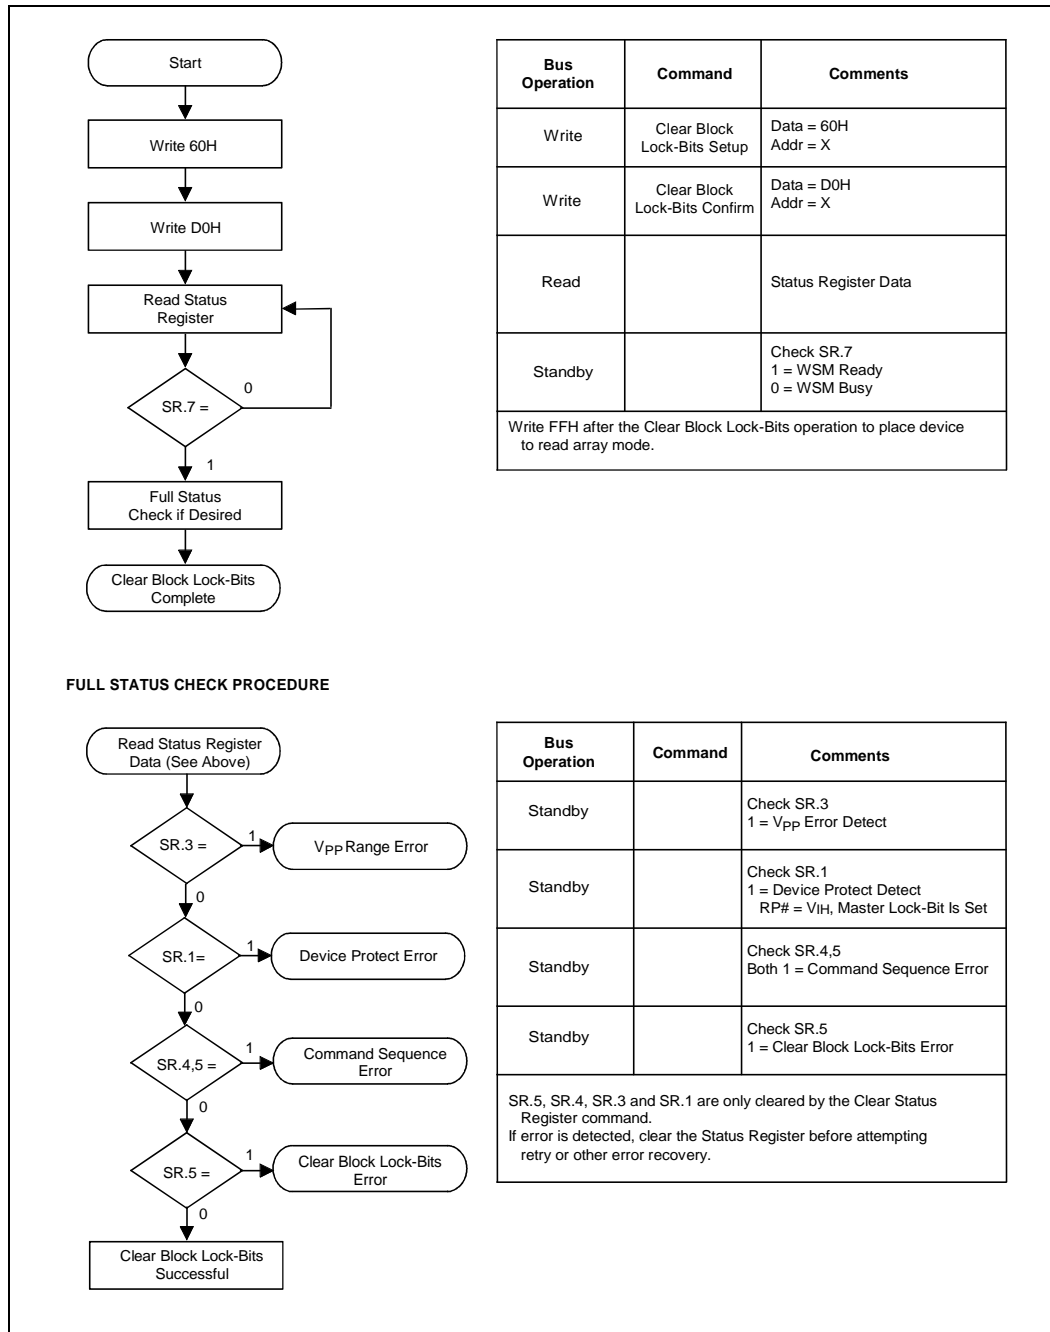 Start
Write 60H
Write D0H
Read Status
Register
SR.7 =
0
1
Full Status
Check if Desired
Clear Block Lock-Bits
Complete
Bus
Operation
Command
Comments
Write
Clear Block
Lock-Bits Setup
Data = 60H
Addr = X
Write
Clear Block
Lock-Bits Confirm
Data = D0H
Addr = X
Read
Status Register Data
Standby
Check SR.7
1 = WSM Ready
0 = WSM Busy
Write FFH after the Clear Block Lock-Bits operation to place device
to read array mode.
FULL STATUS CHECK PROCEDURE
Read Status Register
Data (See Above)
SR.3 =
1
VPP Range Error
0
SR.1=
1
Device Protect Error
0
SR.4,5 =
1
Command Sequence
Error
0
SR.5 =
1
Clear Block Lock-Bits
Error
0
Clear Block Lock-Bits
Successful
Bus
Operation
Command
Comments
Standby
Check SR.3
1 = VPP Error Detect
Standby
Check SR.1
1 = Device Protect Detect
RP# = VIH, Master Lock-Bit Is Set
Standby
Check SR.4,5
Both 1 = Command Sequence Error
Standby
Check SR.5
1 = Clear Block Lock-Bits Error
SR.5, SR.4, SR.3 and SR.1 are only cleared by the Clear Status
Register command.
If error is detected, clear the Status Register before attempting
retry or other error recovery.